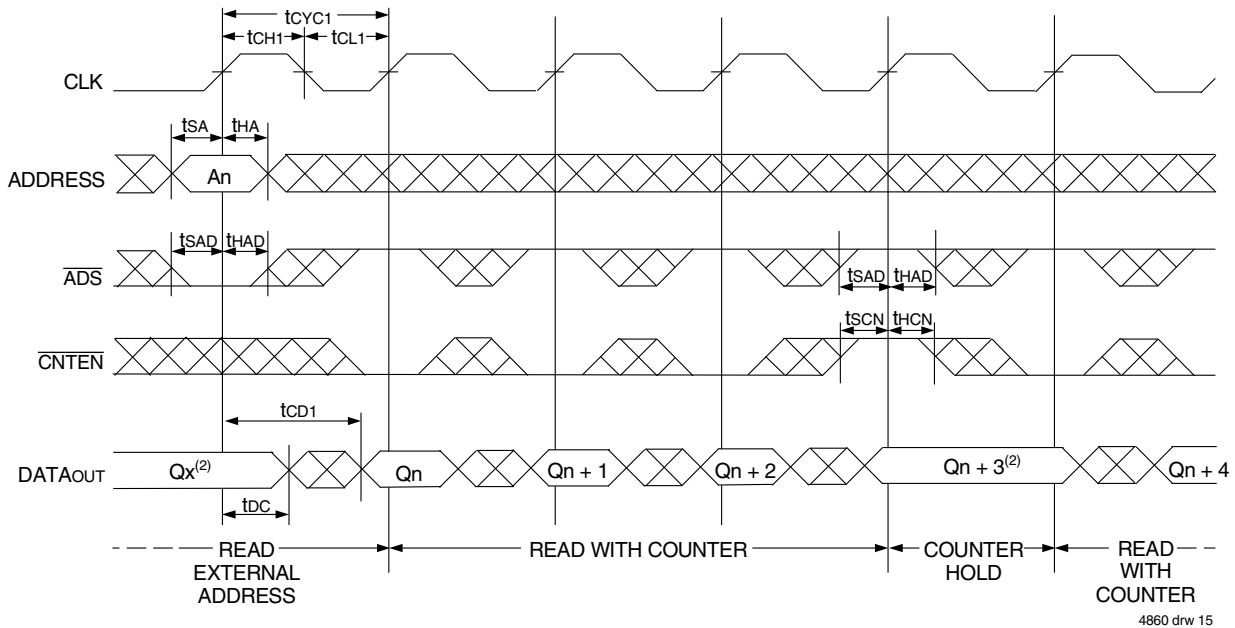 tCYC1
tCH1 tCL1
CLK
tSA tHA
ADDRESS An
tSAD tHAD
ADS
tSAD tHAD
tSCN tHCN
CNTEN
tCD1
DATAOUT Qx(2) Qn Qn + 1 Qn + 2 Qn + 3(2) Qn + 4
tDC
READ EXTERNAL ADDRESS
READ WITH COUNTER
COUNTER HOLD
READ WITH COUNTER
4860 drw 15